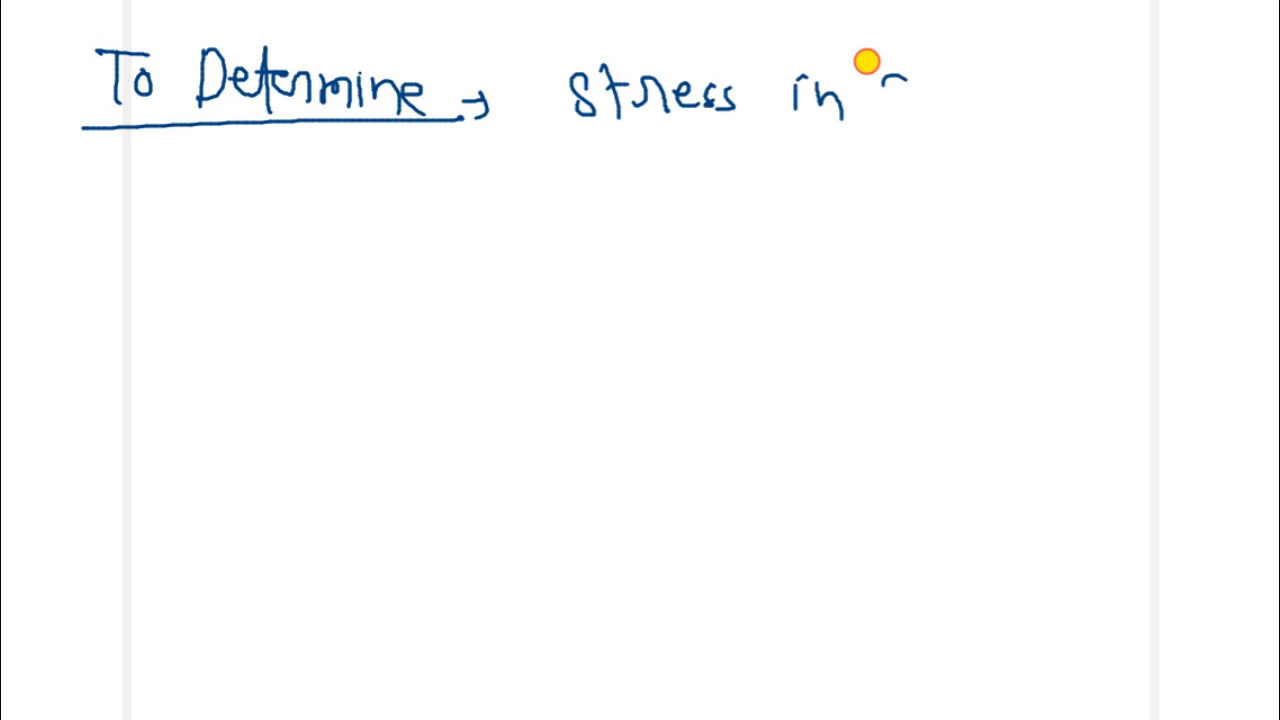 To Determine → stress in